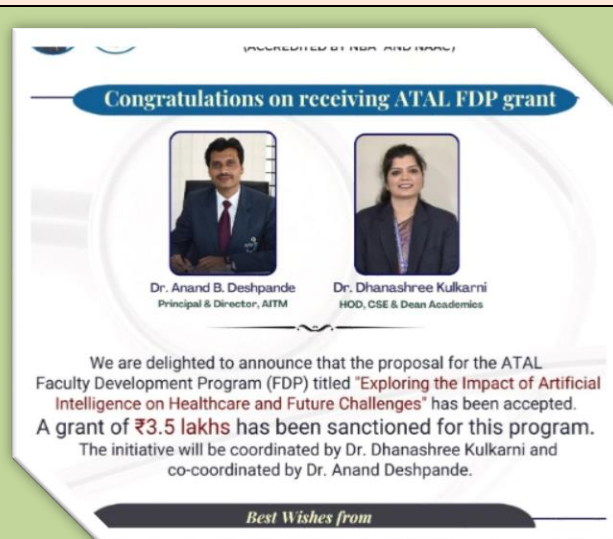 (ACCREDITED BY NBA AND NAAC)
Congratulations on receiving ATAL FDP grant
Dr. Anand B. Deshpande
Principal & Director, AITM
Dr. Dhanashree Kulkarni
HOD, CSE & Dean Academics
We are delighted to announce that the proposal for the ATAL
Faculty Development Program (FDP) titled "Exploring the Impact of Artificial
Intelligence on Healthcare and Future Challenges" has been accepted.
A grant of ₹3.5 lakhs has been sanctioned for this program.
The initiative will be coordinated by Dr. Dhanashree Kulkarni and
co-coordinated by Dr. Anand Deshpande.
Best Wishes from